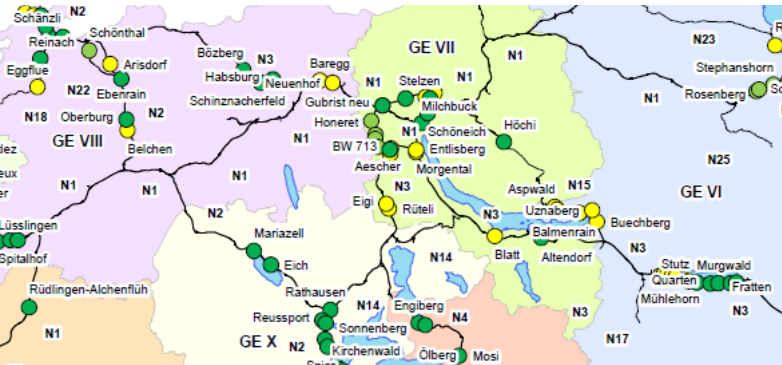 Schänzli
N2
Schönthal
Reinach
Arisdorf
Eggflue
Ebenrain
N22
Oberburg
N2
N18
GE VIII
Belchen
N1
N1
Bözberg
N3
Habsburg
Neuenhof
Schinznacherfeld
Baregg
N1
N1
GE VII
N1
Stelzen
N1
Gubrist neu
Milchbuck
Honeret
N1
Schöneich
BW 713
Entlisberg
Aescher
Morgental
N3
Eigi
Rüteli
Höchi
N1
Aspwald
N15
Uznaberg
N3
Balmenrain
Buechberg
Blatt
Altendorf
N3
N23
Stephanshorn
Rosenberg
N1
N25
GE VI
N3
Stutz
Murgwald
Quarten
Mühlehorn
Fratten
N3
N17
Lüsslingen
Spitalhof
Rüdlingen-Alchenflüh
N1
N2
Mariazell
Eich
Rathausen
N14
N14
Reussport
Engiberg
Sonnenberg
N4
GE X
N2
Kirchenwald
Ölberg
Mosi